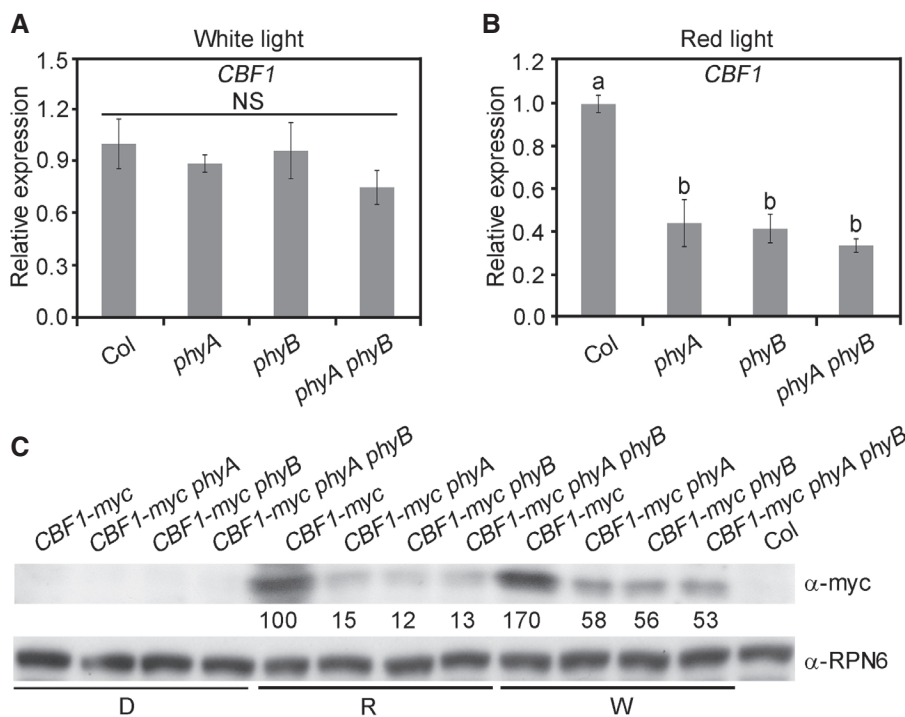 A
White light
CBF1
NS
Relative expression
1.5
1.2
0.9
0.6
0.3
0.0
Col
phyA
phyB
phyA phyB
B
Red light
CBF1
a
b
b
b
Relative expression
1.2
1.0
0.8
0.6
0.4
0.2
0.0
Col
phyA
phyB
phyA phyB
C
CBF1-myc
CBF1-myc phyA
CBF1-myc phyB
CBF1-myc phyA phyB
CBF1-myc
CBF1-myc phyA
CBF1-myc phyB
CBF1-myc phyA phyB
CBF1-myc
CBF1-myc phyA
CBF1-myc phyB
CBF1-myc phyA phyB
Col
α-myc
100 15 12 13 170 58 56 53
α-RPN6
D R W